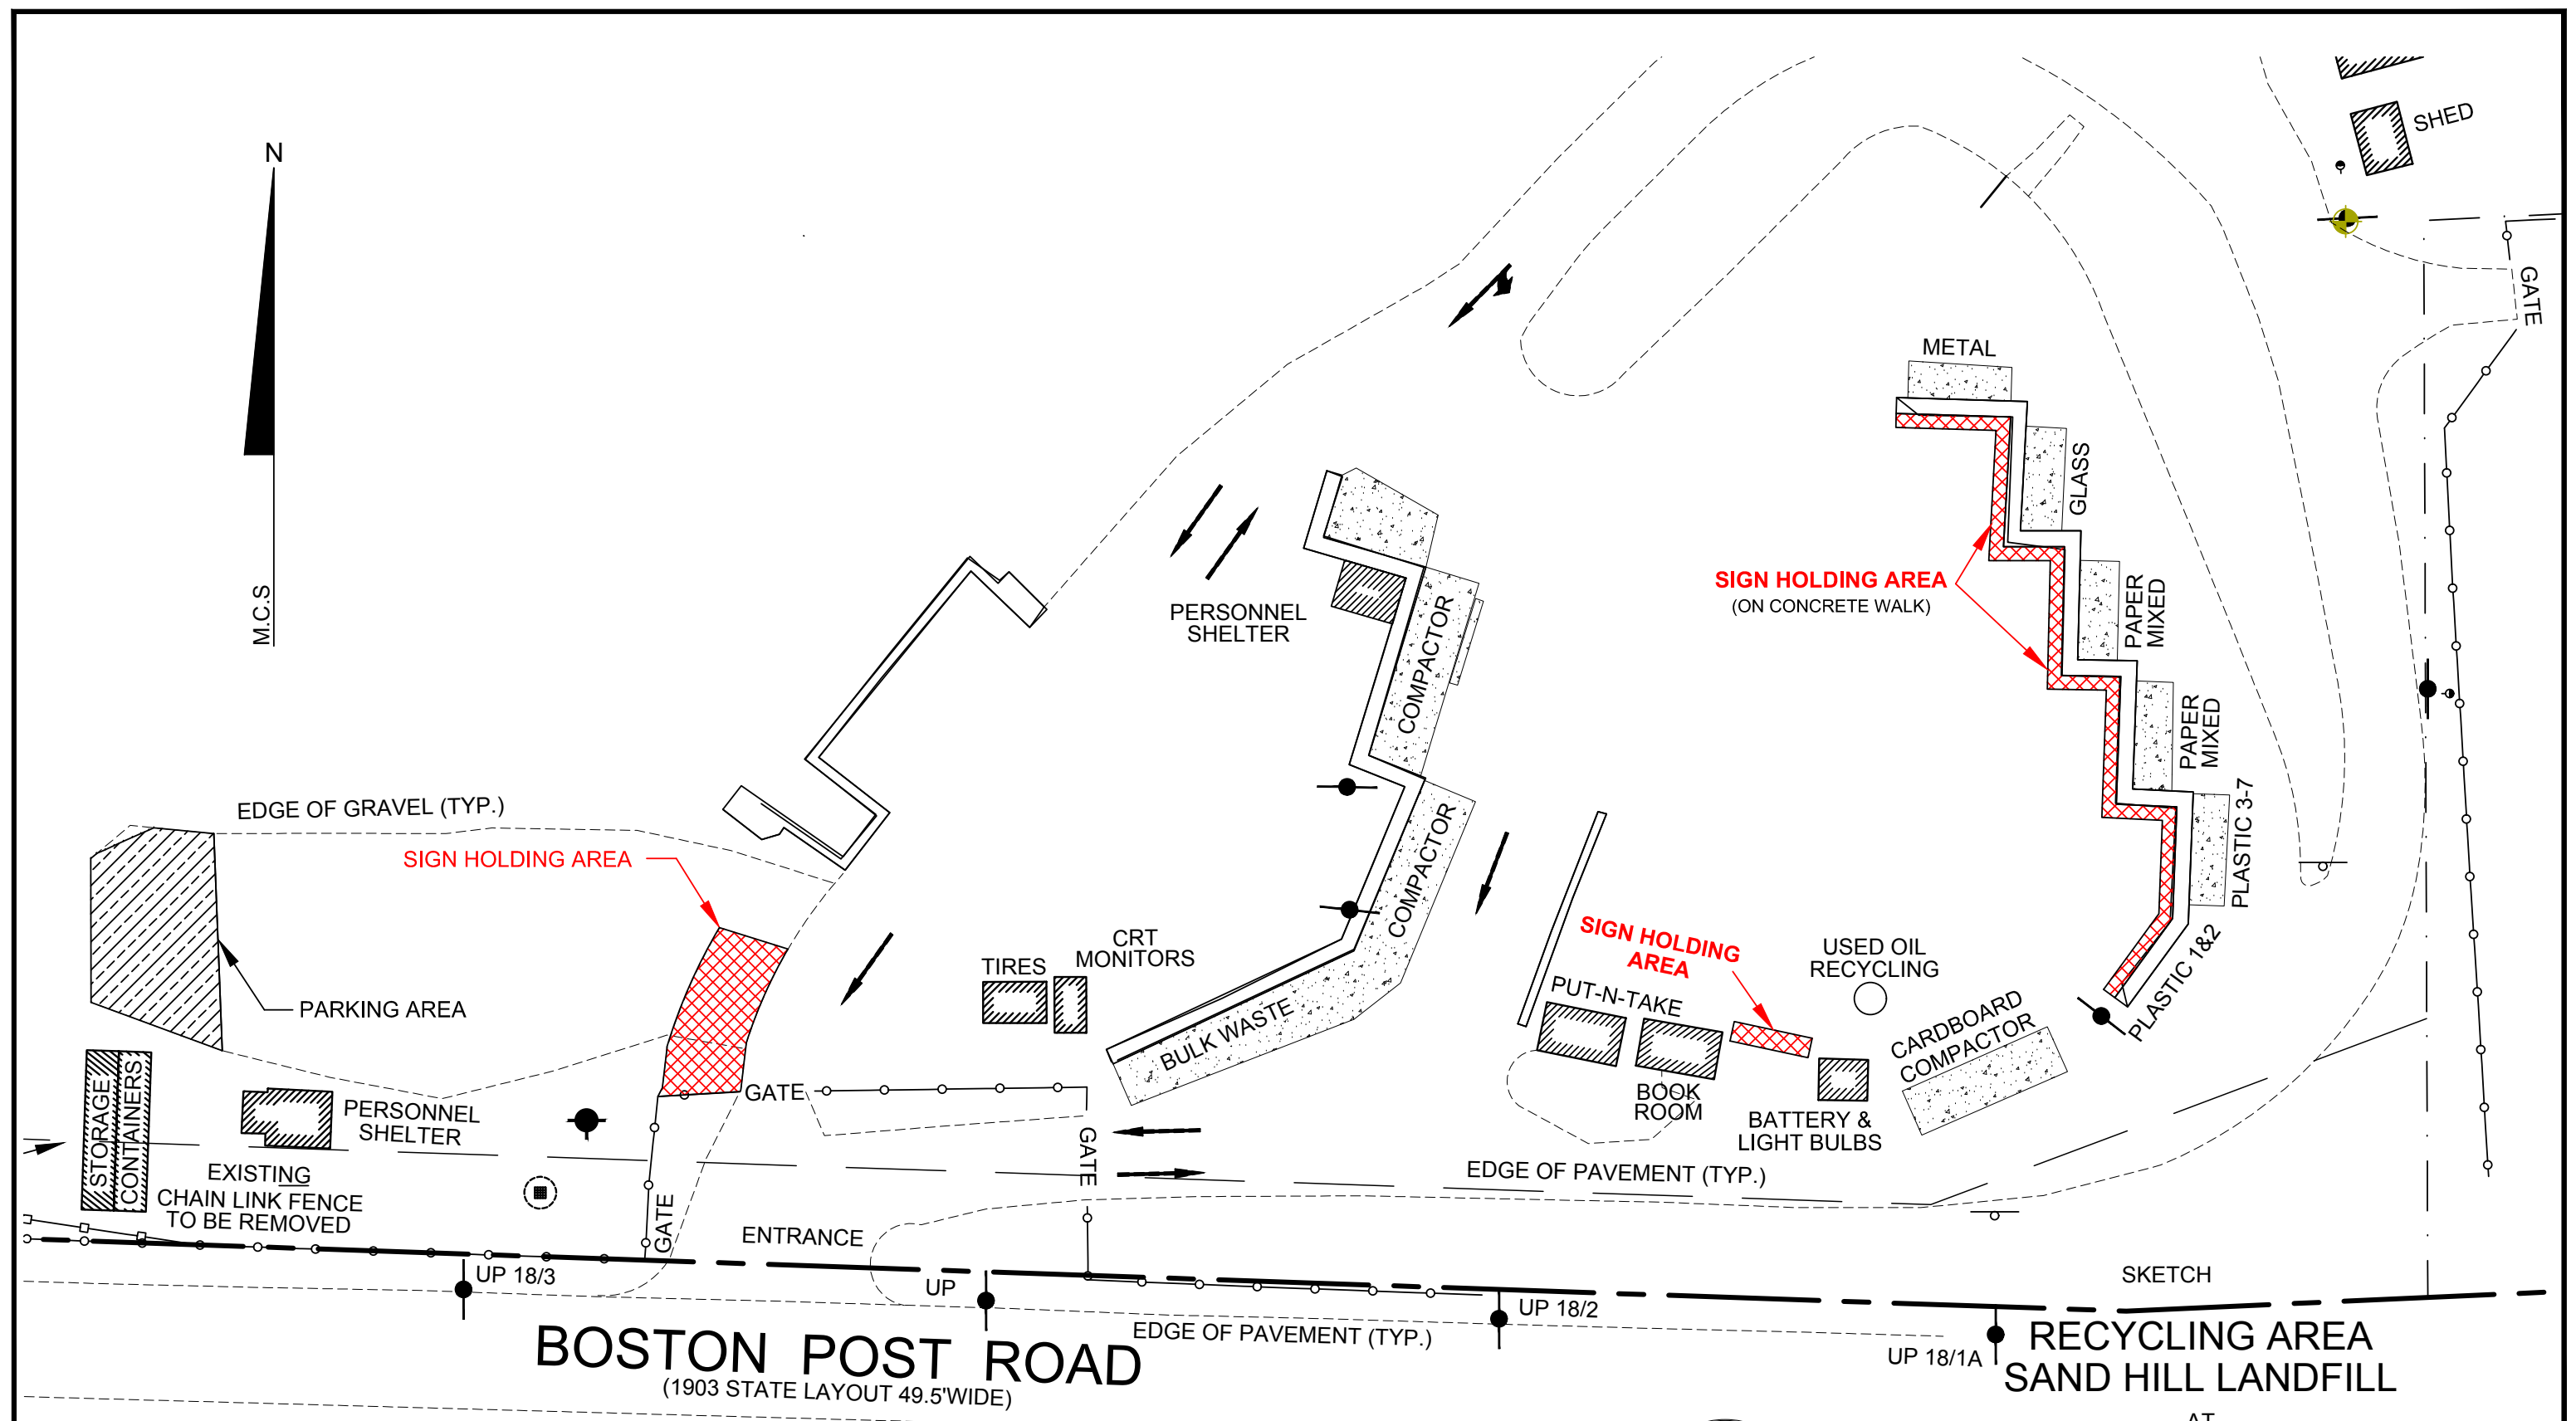 SHED
N
GATE
METAL
GLASS
SIGN HOLDING AREA
(ON CONCRETE WALK)
PAPER
MIXED
M.C.S
PERSONNEL
SHELTER
COMPACTOR
PAPER
MIXED
EDGE OF GRAVEL (TYP.)
PLASTIC 3-7
SIGN HOLDING AREA
COMPACTOR
SIGN HOLDING
AREA
CRT
MONITORS
TIRES
USED OIL
RECYCLING
PLASTIC 1&2
PARKING AREA
PUT-N-TAKE
BULK WASTE
CARDBOARD
COMPACTOR
GATE
BOOK
ROOM
BATTERY &
LIGHT BULBS
STORAGE
CONTAINERS
PERSONNEL
SHELTER
GATE
EXISTING
CHAIN LINK FENCE
TO BE REMOVED
EDGE OF PAVEMENT (TYP.)
GATE
ENTRANCE
UP 18/3
UP
UP 18/2
SKETCH
EDGE OF PAVEMENT (TYP.)
UP 18/1A
BOSTON POST ROAD
(1903 STATE LAYOUT 49.5'WIDE)
RECYCLING AREA
SAND HILL LANDFILL
AT